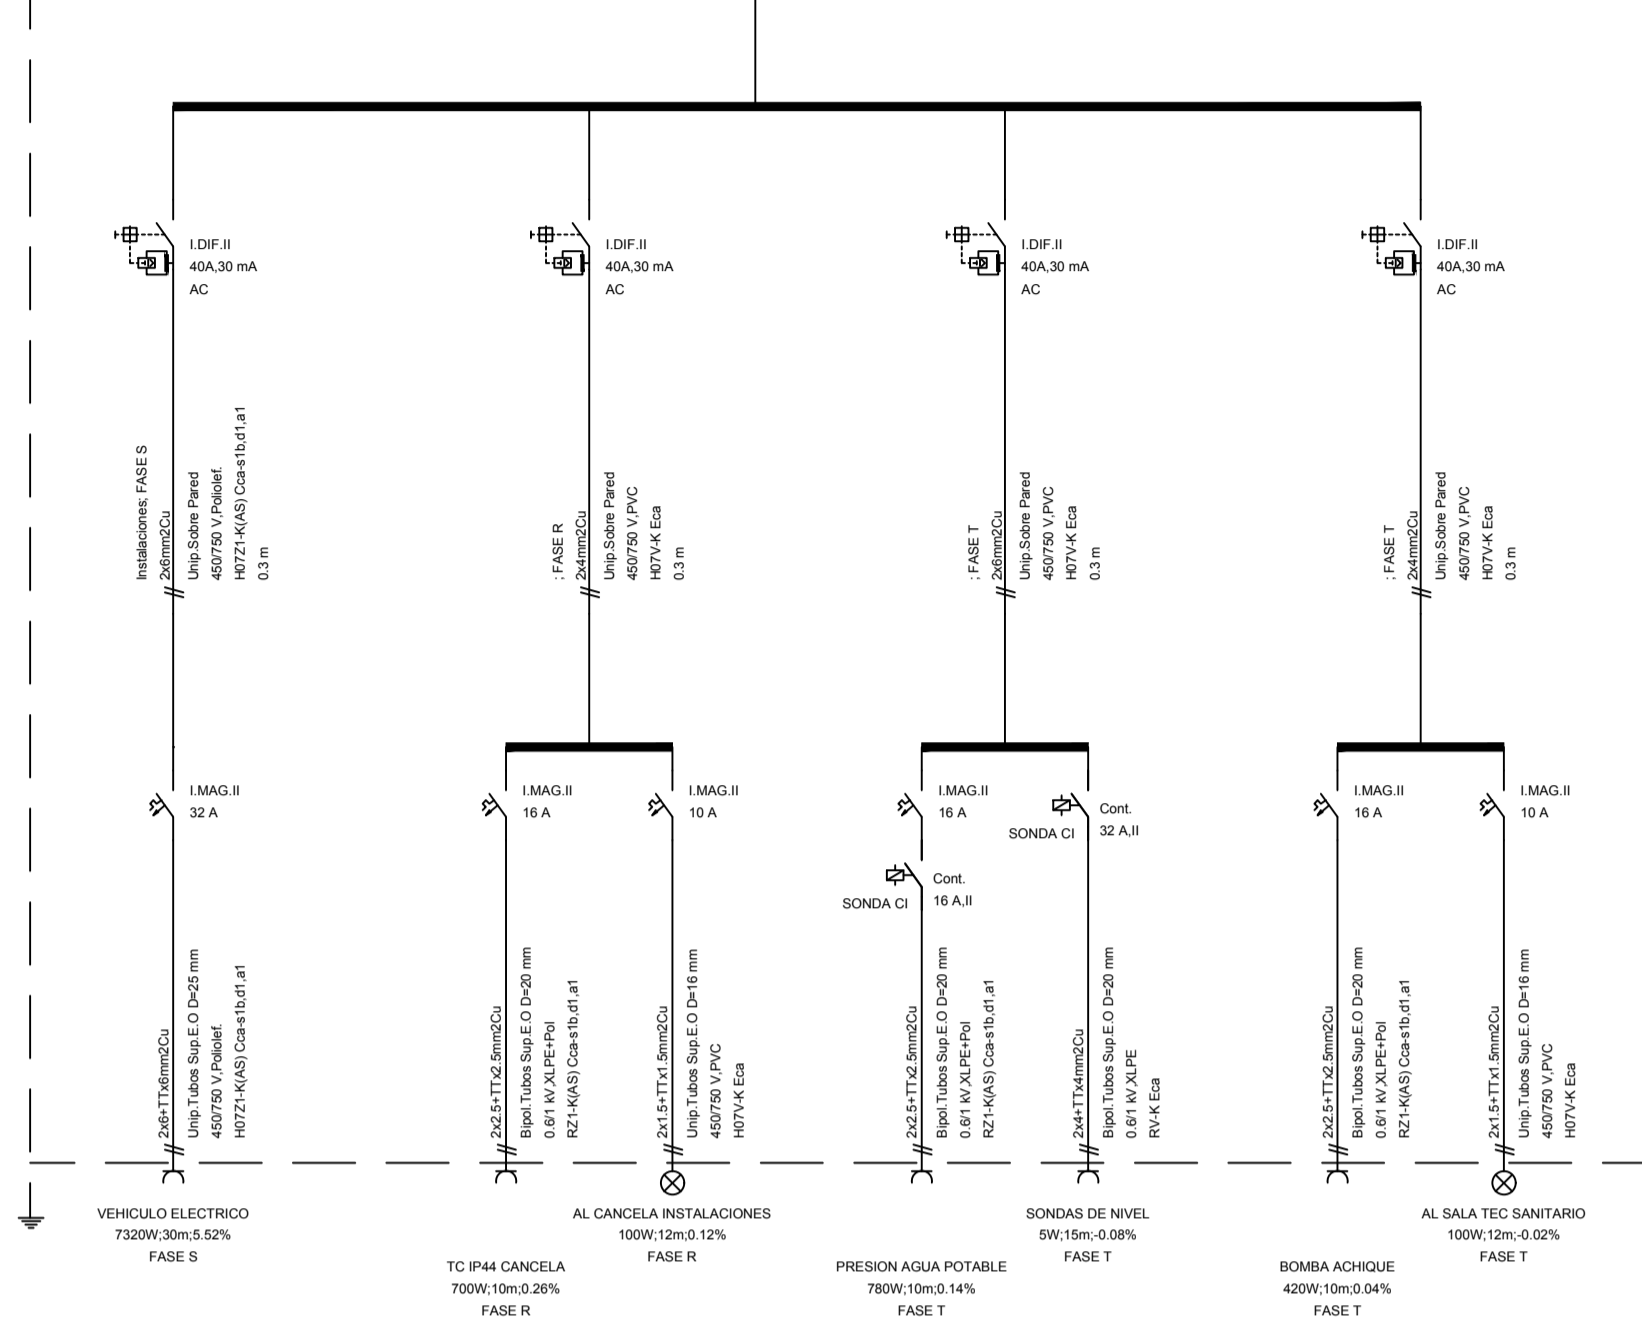 I.DIF.II
40A,30 mA
AC
I.DIF.II
40A,30 mA
AC
I.DIF.II
40A,30 mA
AC
I.DIF.II
40A,30 mA
AC
Instalaciones; FASE S
2x6mm2Cu
Unip.Sobre Pared
450/750 V,Poliolef.
H07Z1-K(AS) Cca-s1b,d1,a1
0.3 m
; FASE R
2x4mm2Cu
Unip.Sobre Pared
450/750 V,PVC
H07V-K Eca
0.3 m
; FASE T
2x6mm2Cu
Unip.Sobre Pared
450/750 V,PVC
H07V-K Eca
0.3 m
; FASE T
2x4mm2Cu
Unip.Sobre Pared
450/750 V,PVC
H07V-K Eca
0.3 m
I.MAG.II
32 A
I.MAG.II
16 A
I.MAG.II
10 A
I.MAG.II
16 A
Cont.
32 A,II
SONDA CI
Cont.
16 A,II
SONDA CI
I.MAG.II
16 A
I.MAG.II
10 A
2x6+TTx6mm2Cu
Unip.Tubos Sup.E.O D=25 mm
450/750 V,Poliolef.
H07Z1-K(AS) Cca-s1b,d1,a1
2x2.5+TTx2.5mm2Cu
Bipol.Tubos Sup.E.O D=20 mm
0.6/1 kV,XLPE+Pol
RZ1-K(AS) Cca-s1b,d1,a1
2x1.5+TTx1.5mm2Cu
Unip.Tubos Sup.E.O D=16 mm
450/750 V,PVC
H07V-K Eca
2x2.5+TTx2.5mm2Cu
Bipol.Tubos Sup.E.O D=20 mm
0.6/1 kV,XLPE+Pol
RZ1-K(AS) Cca-s1b,d1,a1
2x4+TTx4mm2Cu
Bipol.Tubos Sup.E.O D=20 mm
0.6/1 kV,XLPE
RV-K Eca
2x2.5+TTx2.5mm2Cu
Bipol.Tubos Sup.E.O D=20 mm
0.6/1 kV,XLPE+Pol
RZ1-K(AS) Cca-s1b,d1,a1
2x1.5+TTx1.5mm2Cu
Unip.Tubos Sup.E.O D=16 mm
450/750 V,PVC
H07V-K Eca
VEHICULO ELECTRICO
7320W;30m;5.52%
FASE S
TC IP44 CANCELA
700W;10m;0.26%
FASE R
AL CANCELA INSTALACIONES
100W;12m;0.12%
FASE R
PRESION AGUA POTABLE
780W;10m;0.14%
FASE T
SONDAS DE NIVEL
5W;15m;-0.08%
FASE T
BOMBA ACHIQUE
420W;10m;0.04%
FASE T
AL SALA TEC SANITARIO
100W;12m;-0.02%
FASE T